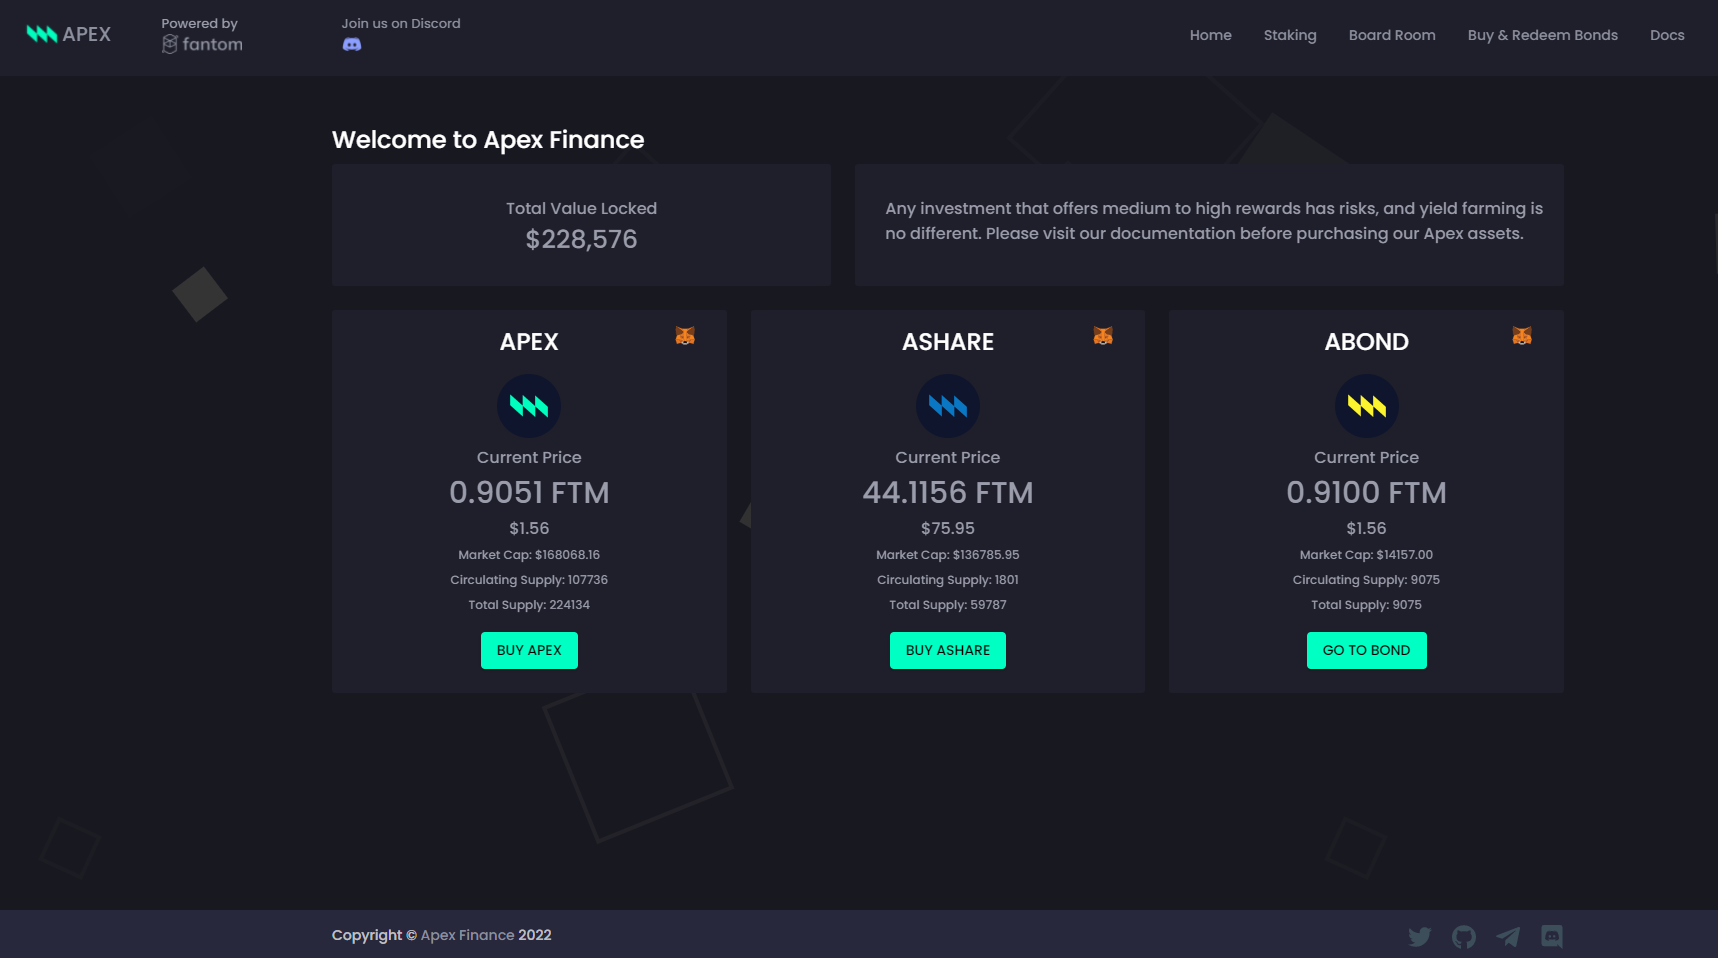 APEX
Powered by
fantom
Join us on Discord
Home
Staking
Board Room
Buy & Redeem Bonds
Docs
Welcome to Apex Finance
Total Value Locked
$228,576
Any investment that offers medium to high rewards has risks, and yield farming is
no different. Please visit our documentation before purchasing our Apex assets.
APEX
Current Price
0.9051 FTM
$1.56
Market Cap: $168068.16
Circulating Supply: 107736
Total Supply: 224134
BUY APEX
ASHARE
Current Price
44.1156 FTM
$75.95
Market Cap: $136785.95
Circulating Supply: 1801
Total Supply: 59787
BUY ASHARE
ABOND
Current Price
0.9100 FTM
$1.56
Market Cap: $14157.00
Circulating Supply: 9075
Total Supply: 9075
GO TO BOND
Copyright © Apex Finance 2022